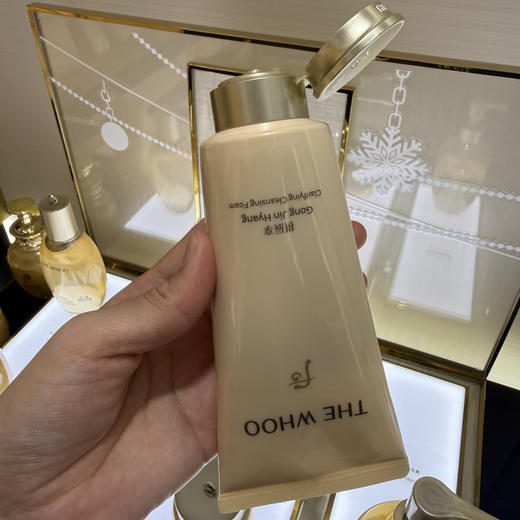 THE WHOO
拱辰享
Gong Jin Hyang
Clarifying Cleansing Foam